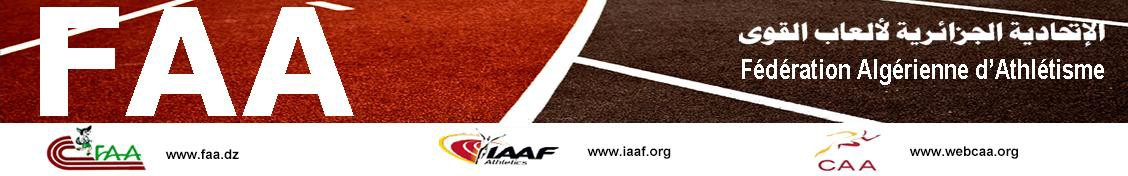 FAA
الإتحادية الجزائرية لألعاب القوى
Fédération Algérienne d'Athlétisme
FAA
www.faa.dz
IAAF
Athletics
www.iaaf.org
CAA
www.webcaa.org